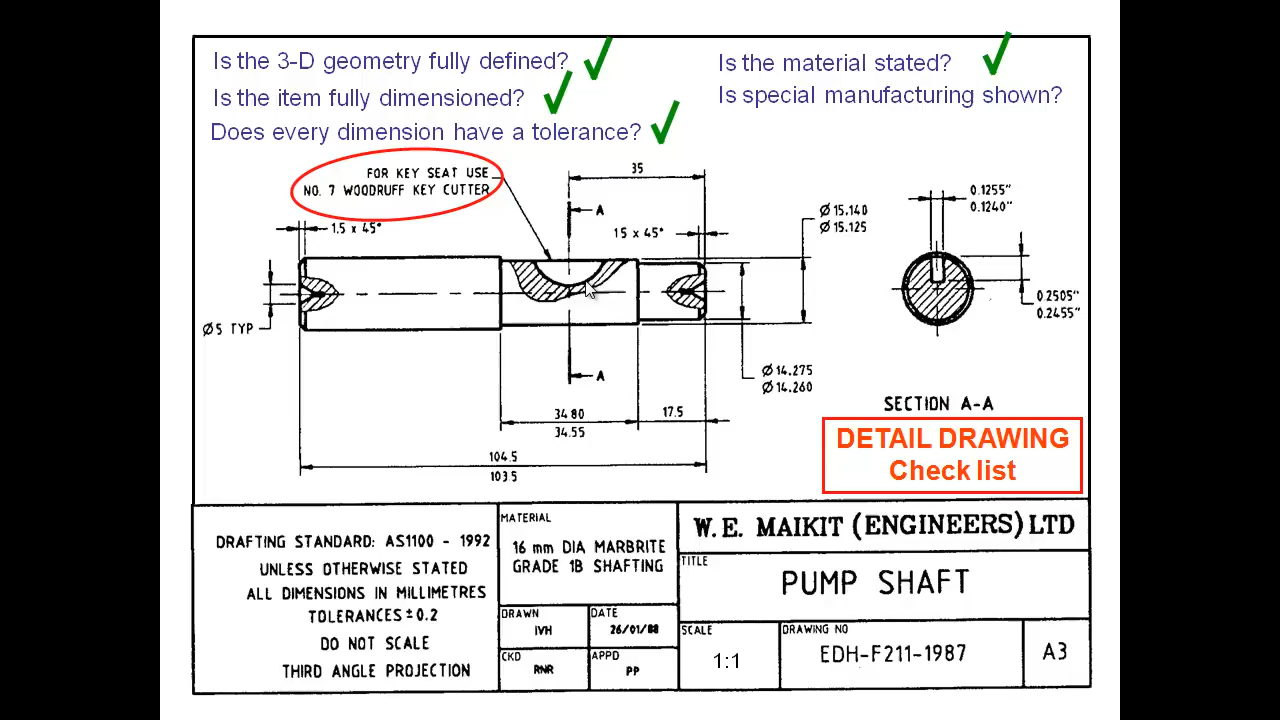 Is the 3-D geometry fully defined?
Is the material stated?
Is the item fully dimensioned?
Is special manufacturing shown?
Does every dimension have a tolerance?
FOR KEY SEAT USE
NO. 7 WOODRUFF KEY CUTTER
35
A
1.5 x 45°
15 x 45°
Ø 15.140
Ø 15.125
0.1255"
0.1240"
0.2505"
0.2455"
Ø5 TYP
A
Ø 14.275
Ø 14.260
34.80
34.55
17.5
104.5
103.5
SECTION A-A
DETAIL DRAWING
Check list
DRAFTING STANDARD: AS1100 - 1992
UNLESS OTHERWISE STATED
ALL DIMENSIONS IN MILLIMETRES
TOLERANCES ±0.2
DO NOT SCALE
THIRD ANGLE PROJECTION
MATERIAL
16 mm DIA MARBRITE
GRADE 1B SHAFTING
DRAWN
IVH
DATE
26/01/88
CKD
RNR
APPD
PP
W. E. MAIKIT (ENGINEERS) LTD
TITLE
PUMP SHAFT
SCALE
1:1
DRAWING NO
EDH-F211-1987
A3